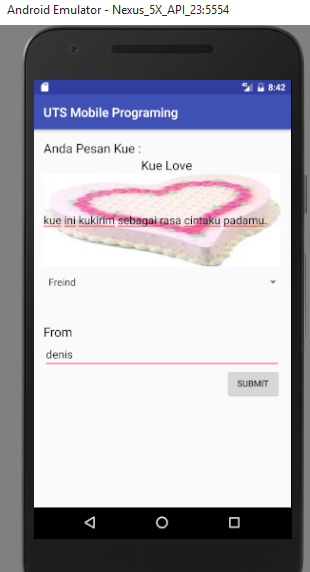 Android Emulator - Nexus_5X_API_23:5554
8:42
UTS Mobile Programing
Anda Pesan Kue :
Kue Love
kue ini kukirim sebagai rasa cintaku padamu.
Freind
From
denis
SUBMIT